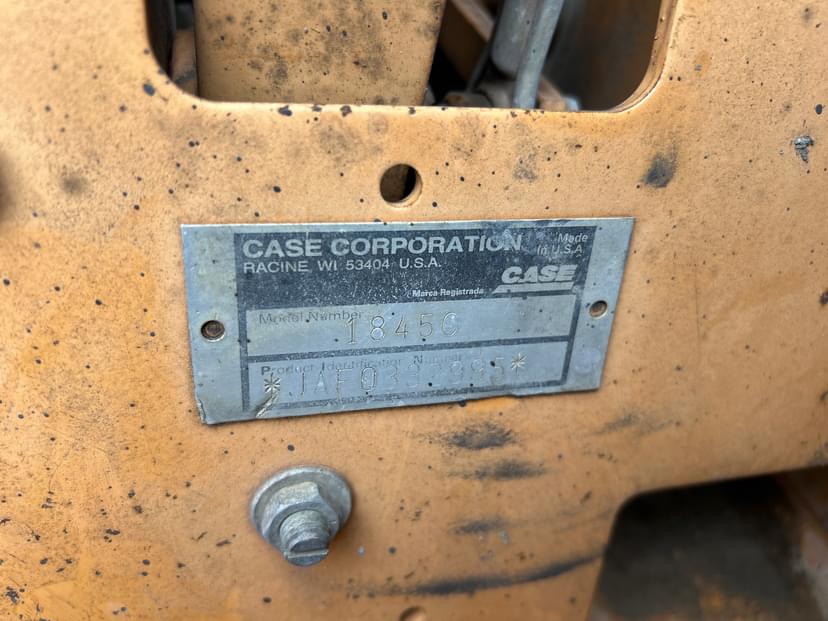 CASE CORPORATION
Made
In U.S.A.
RACINE WI 53404 U.S.A.
CASE
Marca Registrada
Model Number
1845C
Product Identification Number